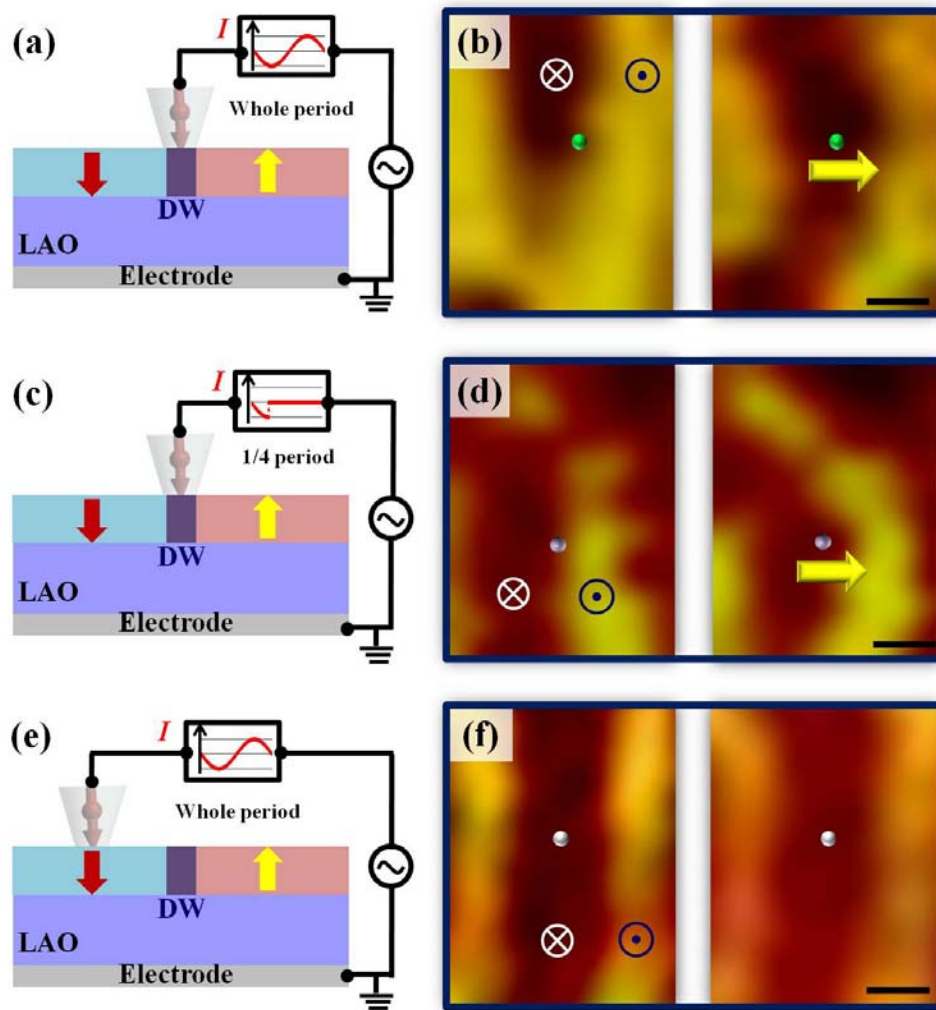 (a)
I
Whole period
DW
LAO
Electrode
(b)
(c)
I
1/4 period
DW
LAO
Electrode
(d)
(e)
I
Whole period
DW
LAO
Electrode
(f)